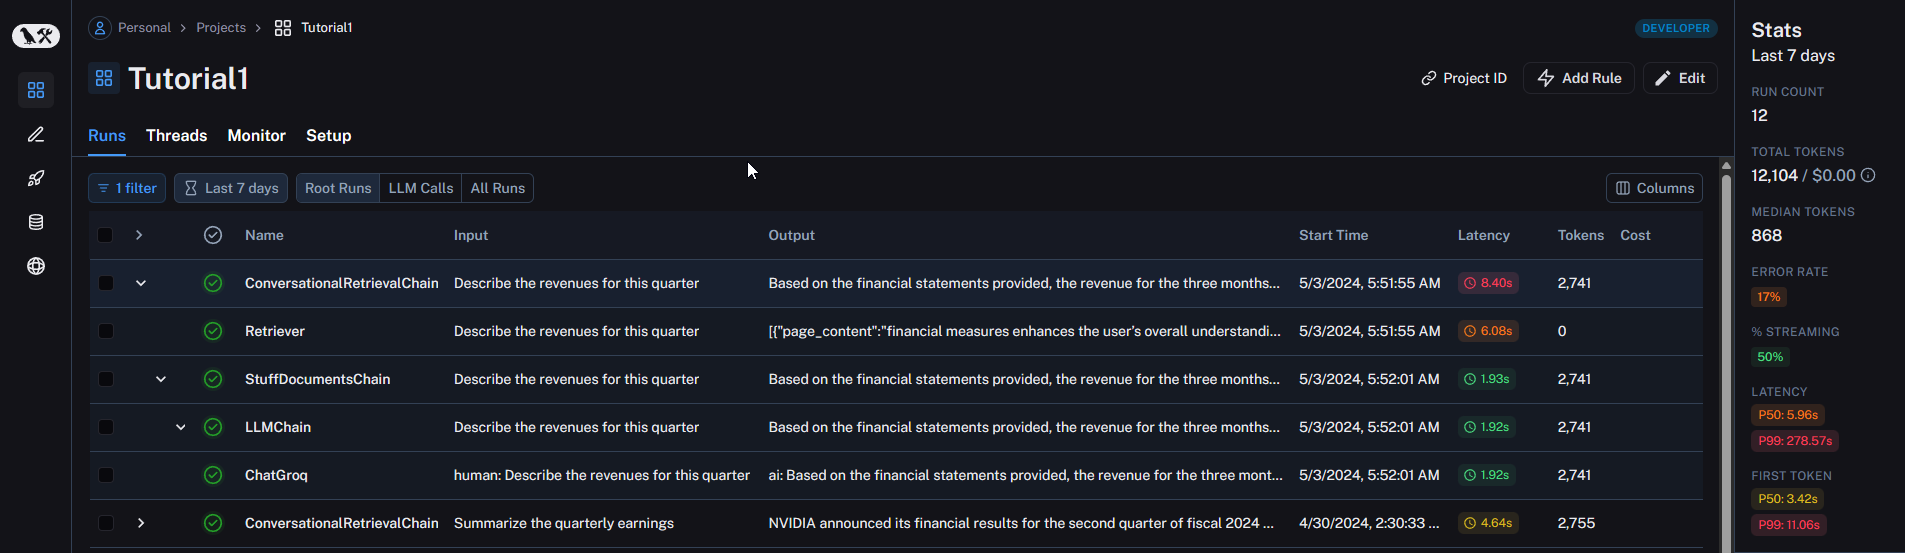 Personal > Projects > Tutorial1
DEVELOPER
Tutorial1
Project ID
Add Rule
Edit
Runs Threads Monitor Setup
1 filter Last 7 days Root Runs LLM Calls All Runs Columns
Name Input Output Start Time Latency Tokens Cost
ConversationalRetrievalChain Describe the revenues for this quarter Based on the financial statements provided, the revenue for the three months... 5/3/2024, 5:51:55 AM 8.40s 2,741
Retriever Describe the revenues for this quarter [{"page_content":"financial measures enhances the user's overall understandi... 5/3/2024, 5:51:55 AM 6.08s 0
StuffDocumentsChain Describe the revenues for this quarter Based on the financial statements provided, the revenue for the three months... 5/3/2024, 5:52:01 AM 1.93s 2,741
LLMChain Describe the revenues for this quarter Based on the financial statements provided, the revenue for the three months... 5/3/2024, 5:52:01 AM 1.92s 2,741
ChatGroq human: Describe the revenues for this quarter ai: Based on the financial statements provided, the revenue for the three mont... 5/3/2024, 5:52:01 AM 1.92s 2,741
ConversationalRetrievalChain Summarize the quarterly earnings NVIDIA announced its financial results for the second quarter of fiscal 2024 ... 4/30/2024, 2:30:33 ... 4.64s 2,755
Stats
Last 7 days
RUN COUNT
12
TOTAL TOKENS
12,104 / $0.00
MEDIAN TOKENS
868
ERROR RATE
17%
% STREAMING
50%
LATENCY
P50: 5.96s
P99: 278.57s
FIRST TOKEN
P50: 3.42s
P99: 11.06s